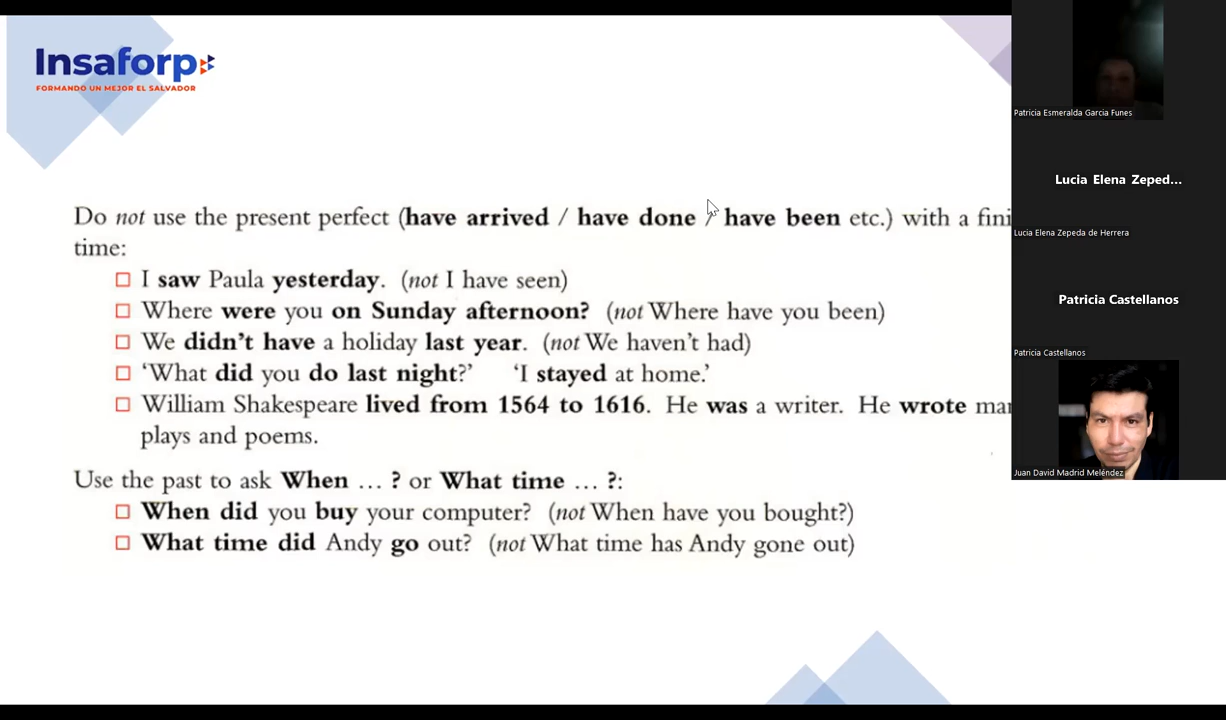 Insaforp
FORMANDO UN MEJOR EL SALVADOR
Do not use the present perfect (have arrived / have done / have been etc.) with a fini
time:
I saw Paula yesterday. (not I have seen)
Where were you on Sunday afternoon? (not Where have you been)
We didn't have a holiday last year. (not We haven't had)
'What did you do last night?' 'I stayed at home.'
William Shakespeare lived from 1564 to 1616. He was a writer. He wrote mar
plays and poems.
Use the past to ask When ... ? or What time ... ?:
When did you buy your computer? (not When have you bought?)
What time did Andy go out? (not What time has Andy gone out)
Patricia Esmeralda Garcia Funes
Lucia Elena Zeped...
Lucia Elena Zepeda de Herrera
Patricia Castellanos
Patricia Castellanos
Juan David Madrid Meléndez